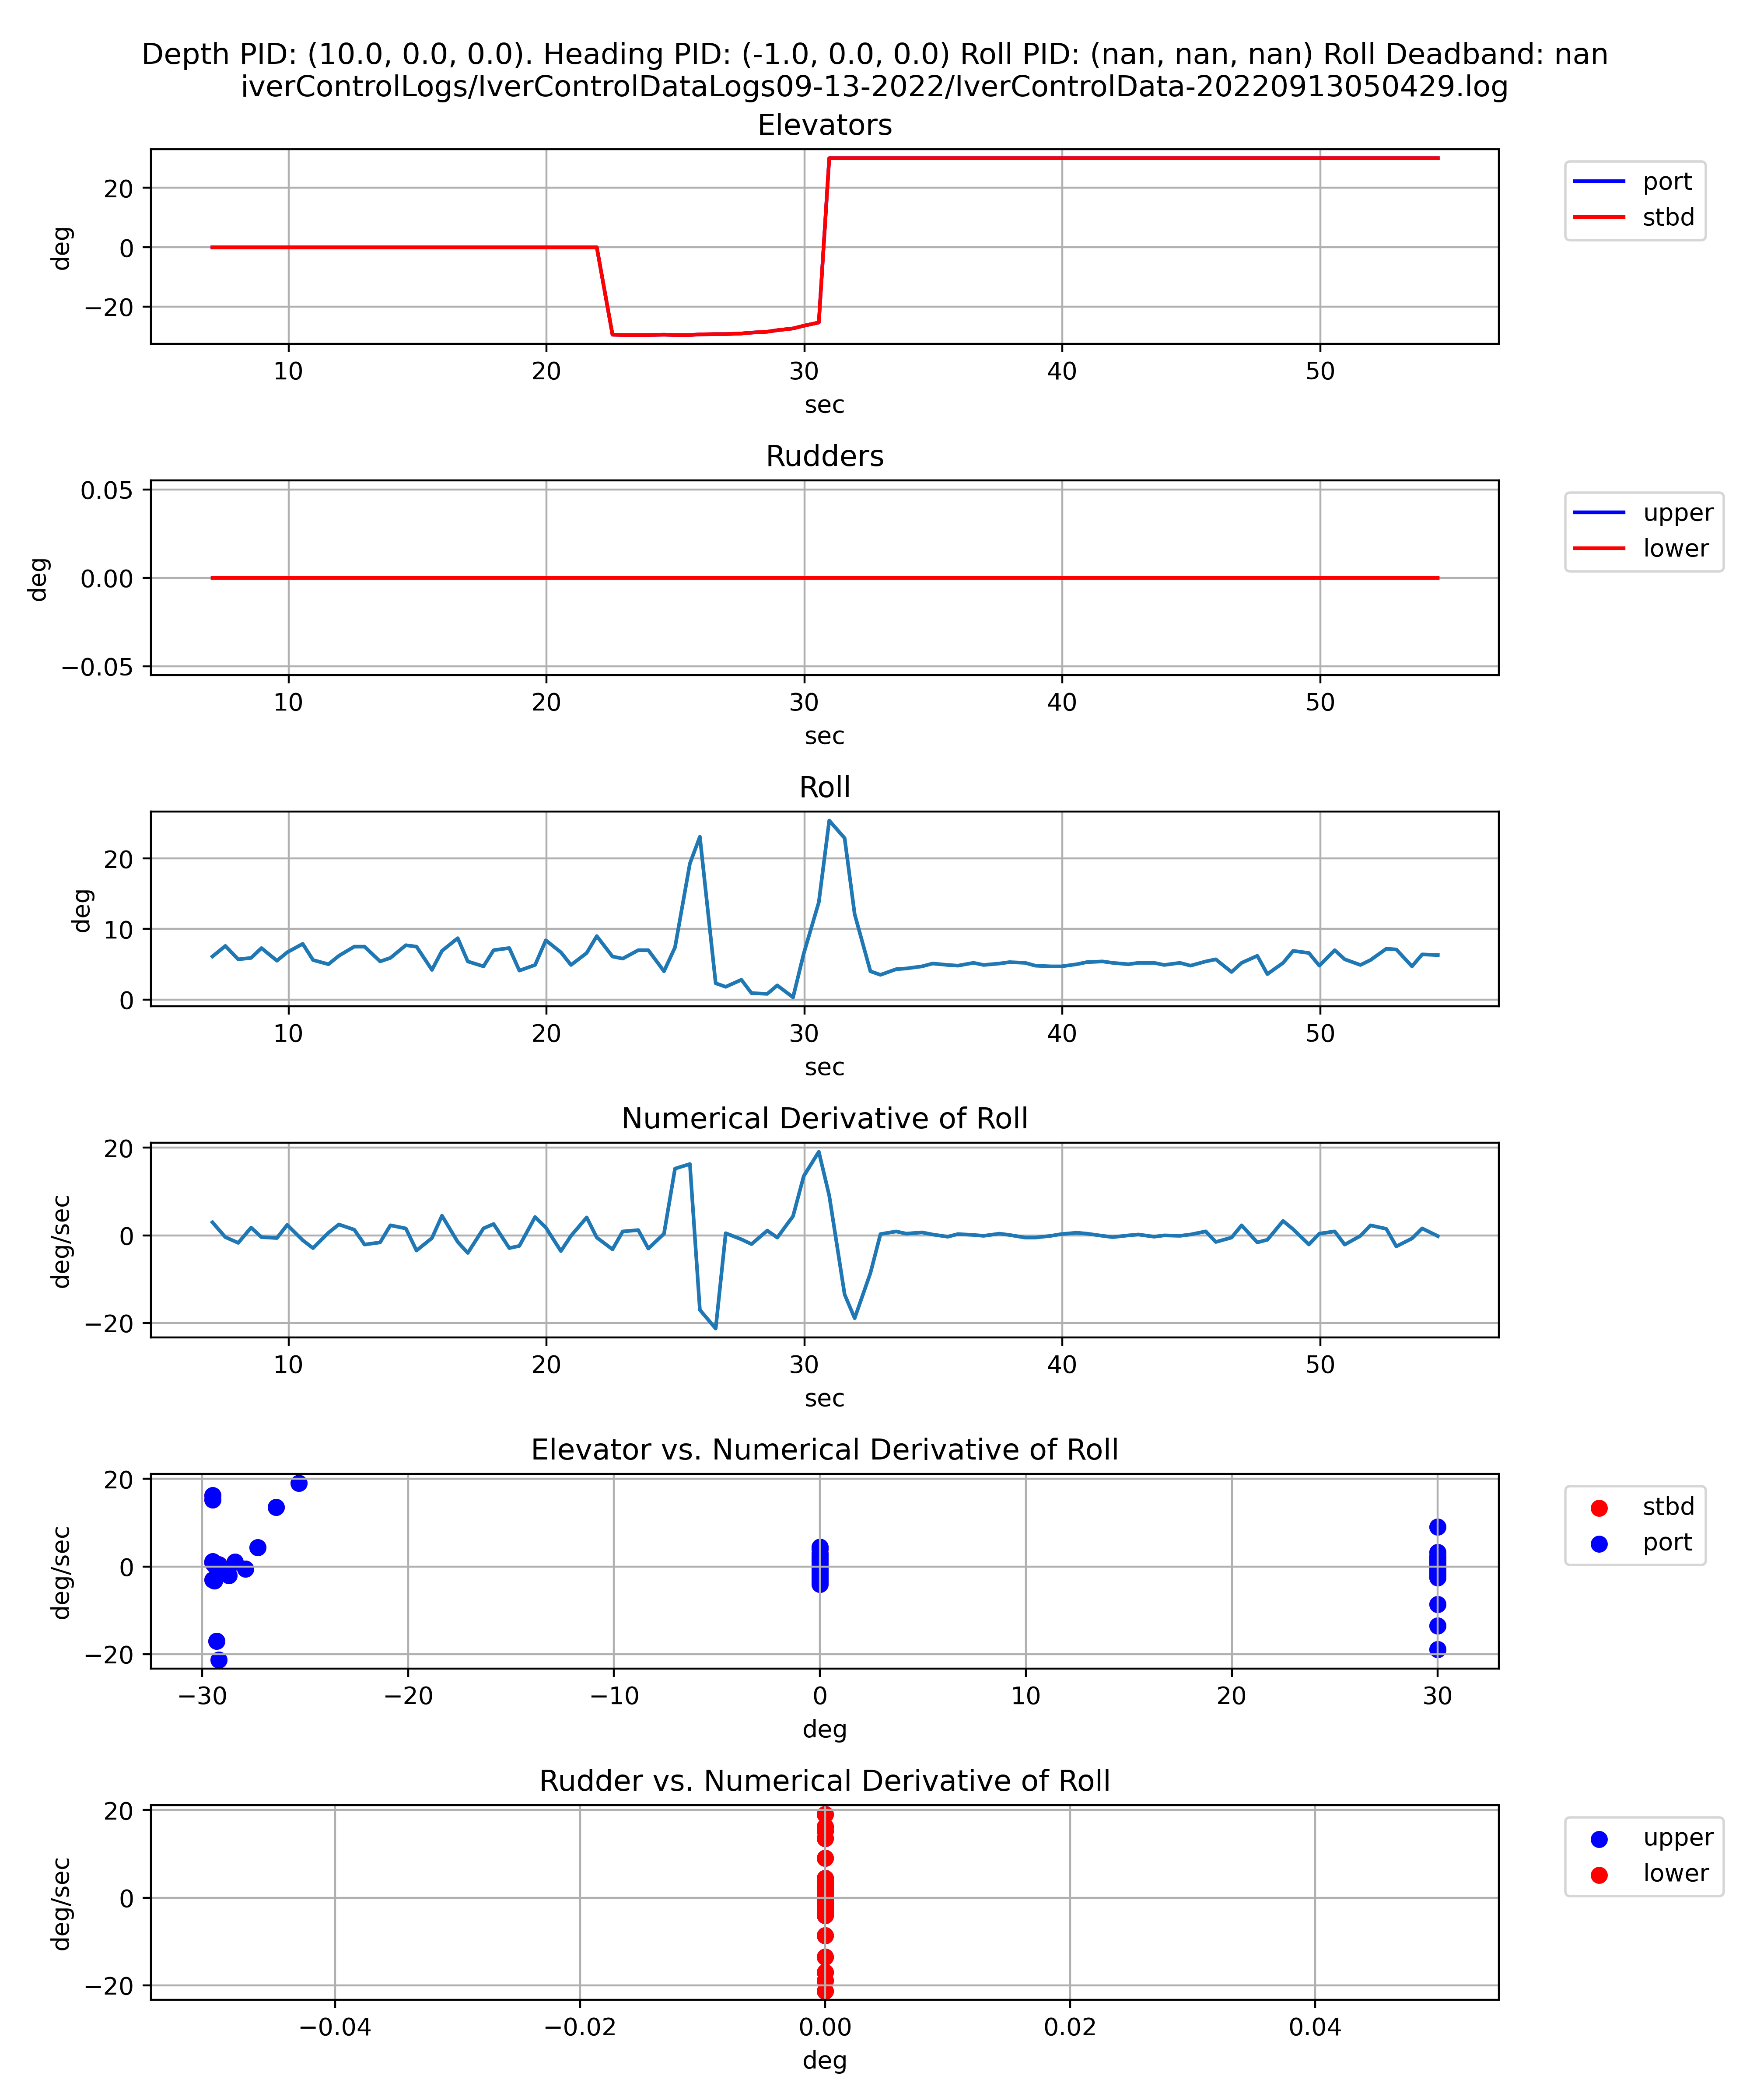 Depth PID: (10.0, 0.0, 0.0). Heading PID: (-1.0, 0.0, 0.0) Roll PID: (nan, nan, nan) Roll Deadband: nan
iverControlLogs/IverControlDataLogs09-13-2022/IverControlData-20220913050429.log
Elevators
20
0
−20
deg
10 20 30 40 50
sec
port
stbd
Rudders
0.05
0.00
−0.05
deg
10 20 30 40 50
sec
upper
lower
Roll
20
10
0
deg
10 20 30 40 50
sec
Numerical Derivative of Roll
20
0
−20
deg/sec
10 20 30 40 50
sec
Elevator vs. Numerical Derivative of Roll
20
0
−20
deg/sec
−30 −20 −10 0 10 20 30
deg
stbd
port
Rudder vs. Numerical Derivative of Roll
20
0
−20
deg/sec
−0.04 −0.02 0.00 0.02 0.04
deg
upper
lower